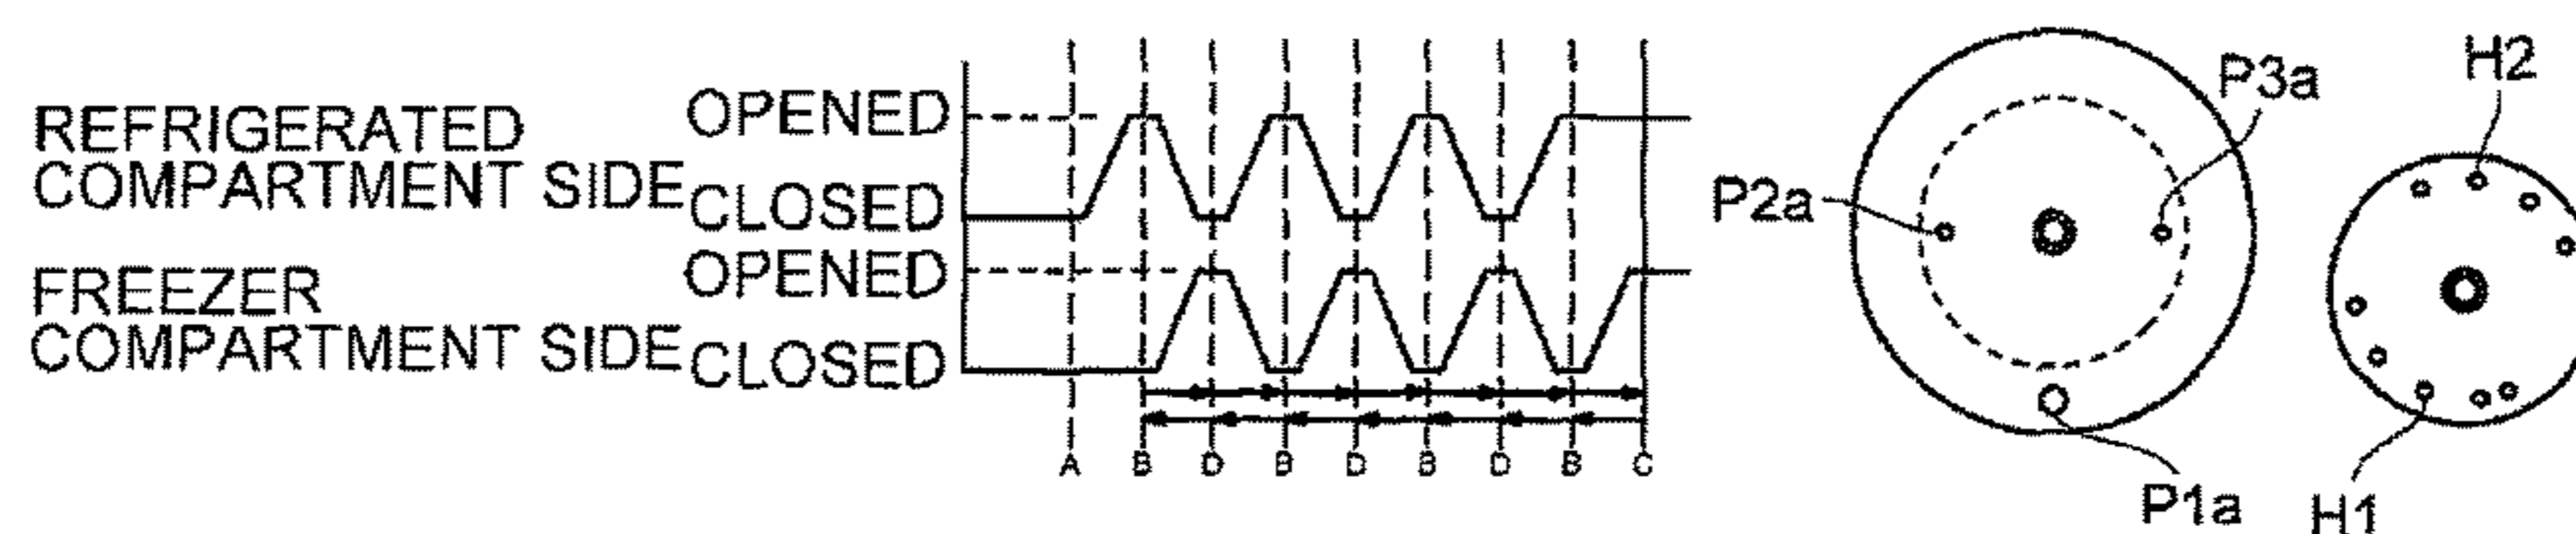 REFRIGERATED
COMPARTMENT SIDE
OPENED
CLOSED
FREEZER
COMPARTMENT SIDE
OPENED
CLOSED
A B D B D B D B C
P2a
P3a
P1a
H2
H1